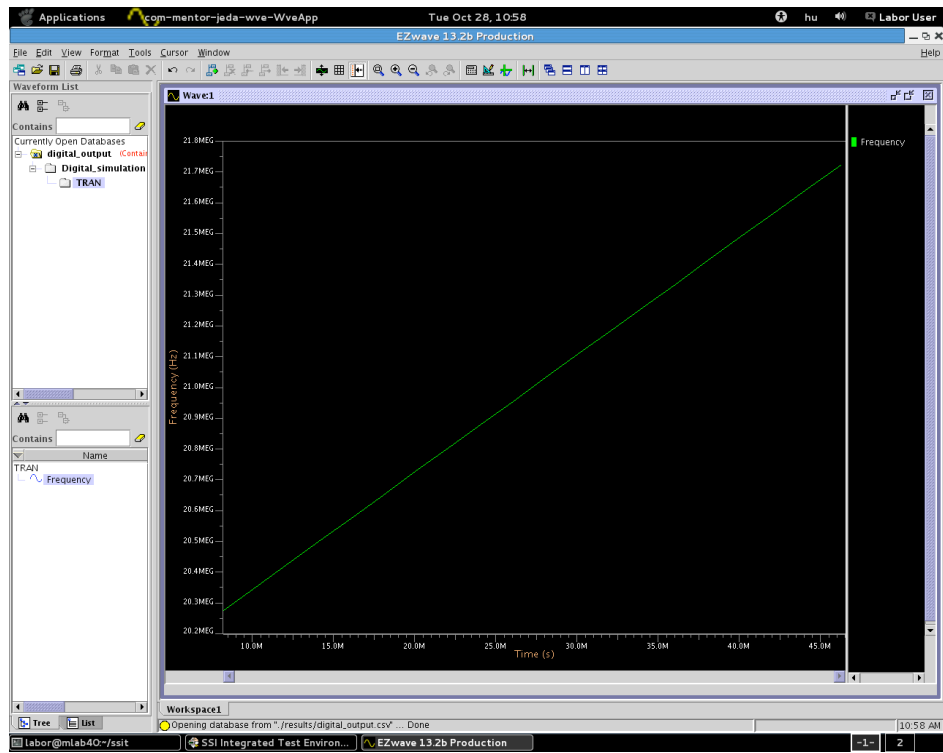 Applications com-mentor-jeda-wve-WveApp Tue Oct 28, 10:58 hu Labor User
EZwave 13.2b Production
File Edit View Format Tools Cursor Window Help
Waveform List
Contains
Currently Open Databases
digital_output (Contair
Digital_simulation
TRAN
Contains
Name
TRAN
Frequency
Wave:1
21.8MEG
21.7MEG
21.6MEG
21.5MEG
21.4MEG
21.3MEG
21.2MEG
21.1MEG
21.0MEG
20.9MEG
20.8MEG
20.7MEG
20.6MEG
20.5MEG
20.4MEG
20.3MEG
20.2MEG
Frequency (Hz)
10.0M 15.0M 20.0M 25.0M 30.0M 35.0M 40.0M 45.0M
Time (s)
Frequency
Workspace1
Tree List
Opening database from "./results/digital_output.csv" ... Done 10:58 AM
labor@mlab40:~/ssit SSI Integrated Test Environ... EZwave 13.2b Production -1- 2